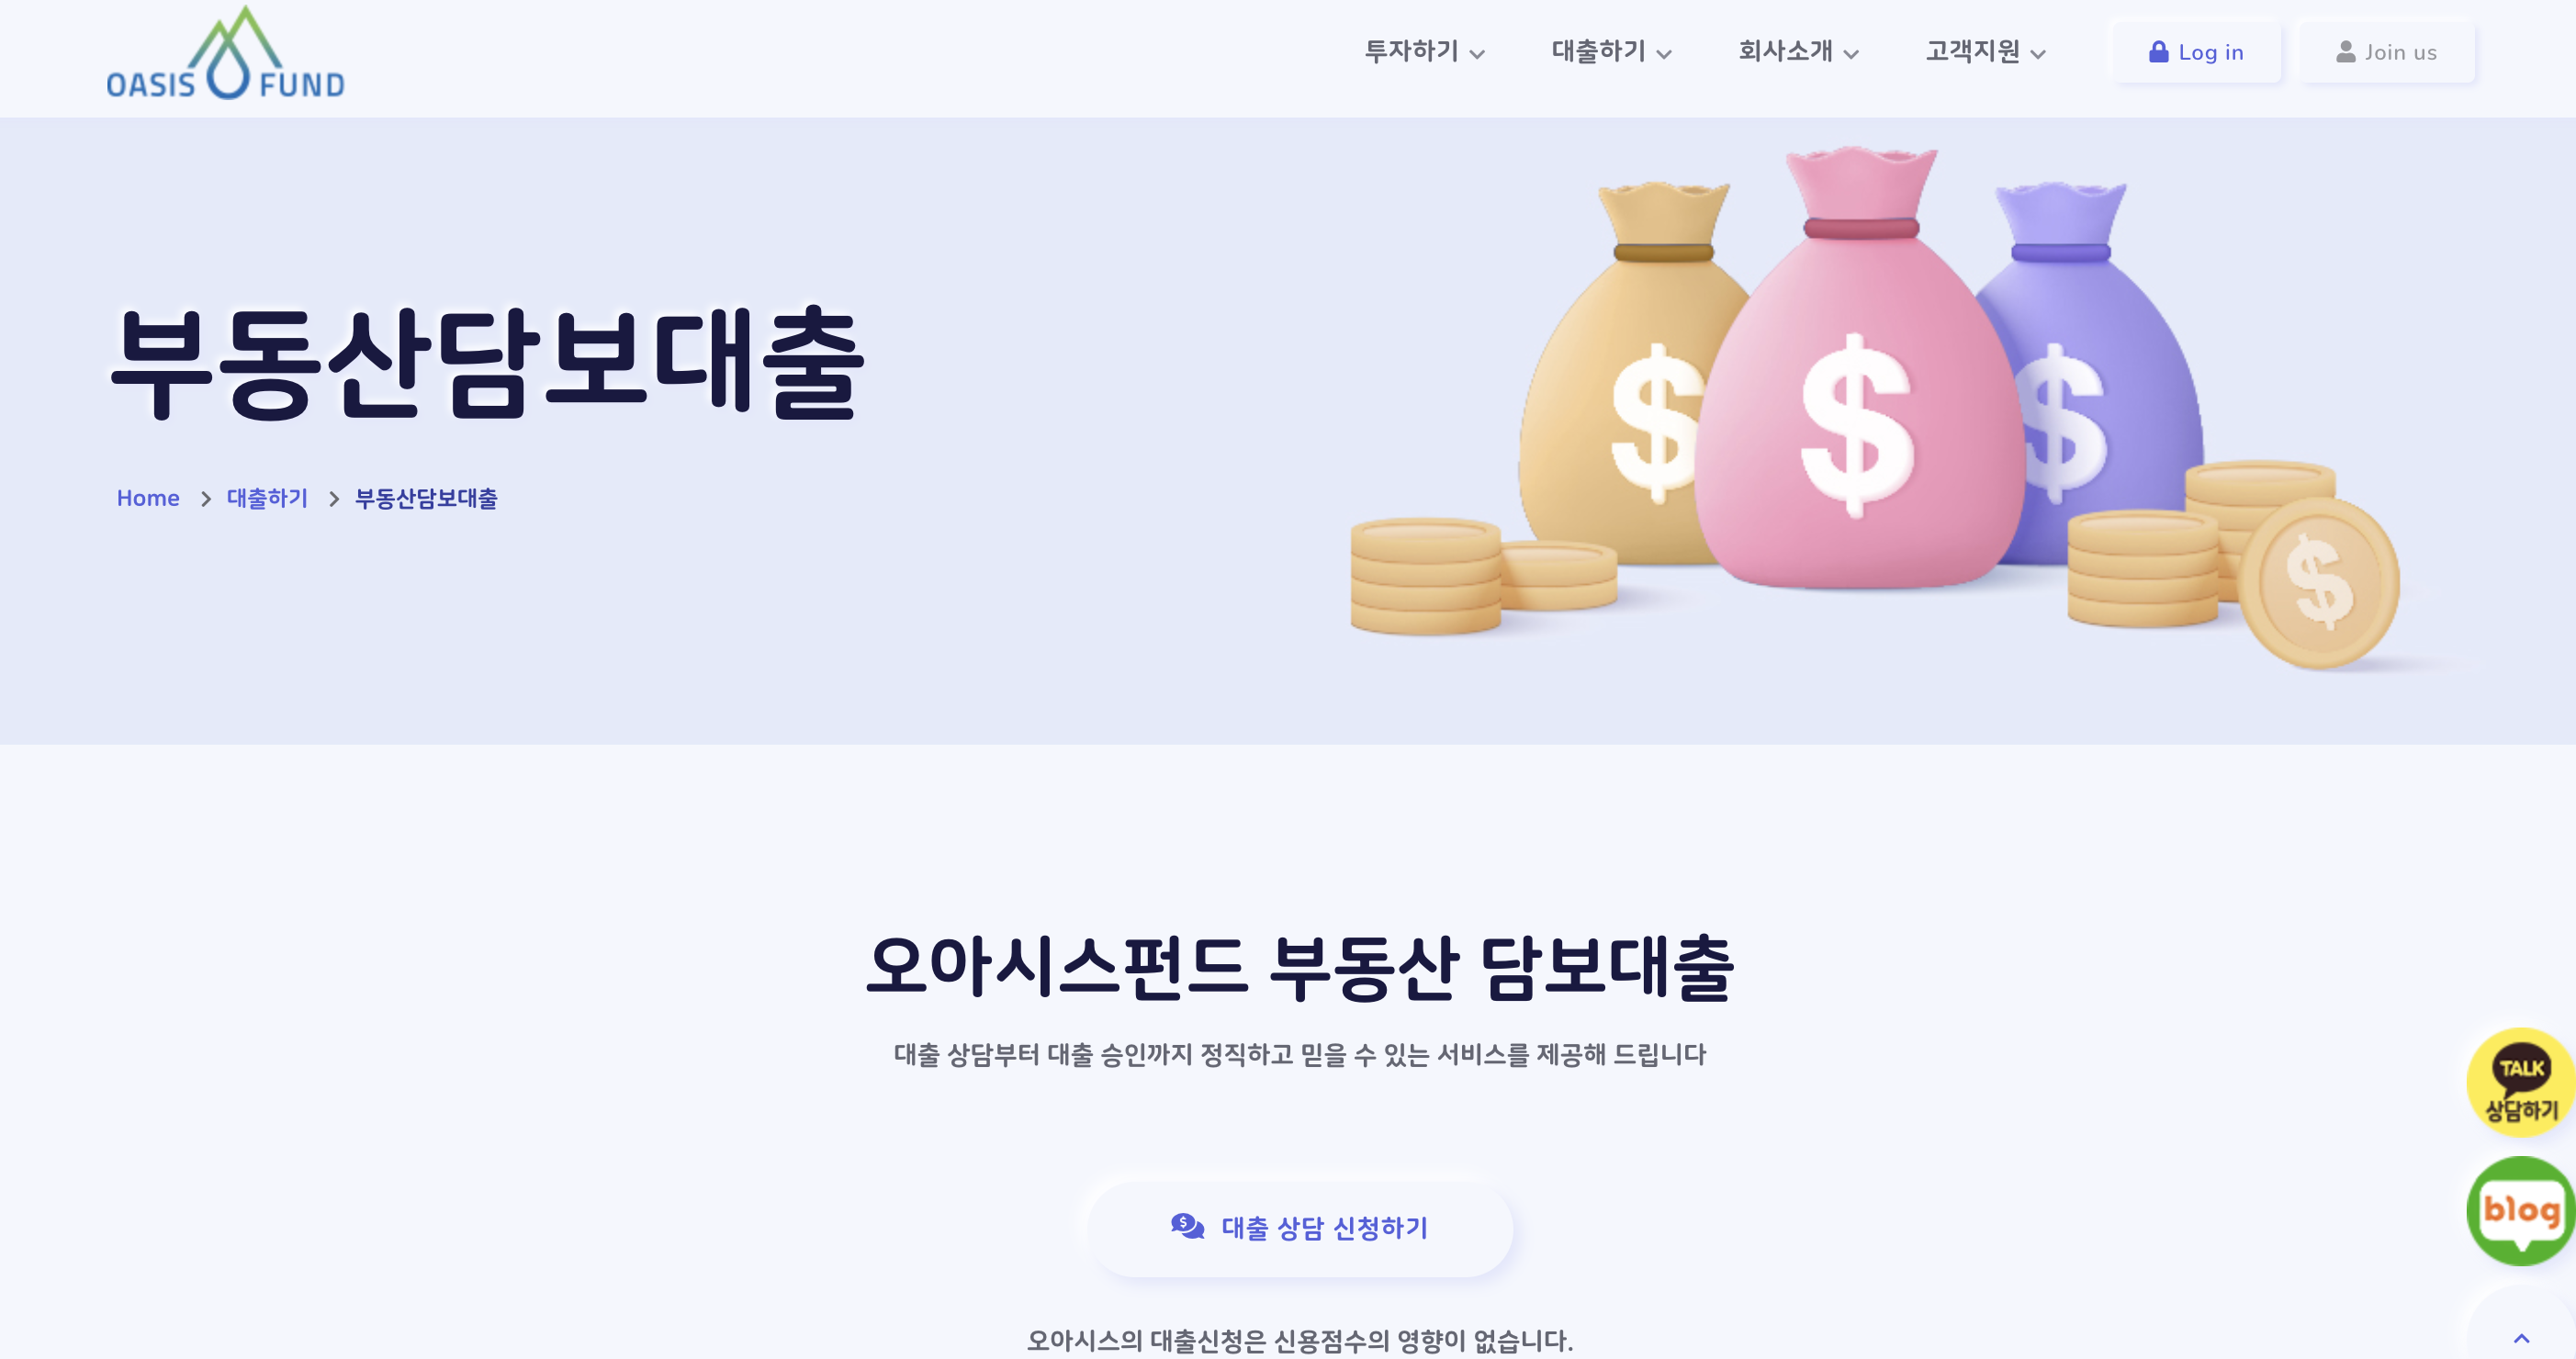 OASIS FUND
투자하기
대출하기
회사소개
고객지원
Log in
Join us
부동산담보대출
Home > 대출하기 > 부동산담보대출
$ $ $
$
오아시스펀드 부동산 담보대출
대출 상담부터 대출 승인까지 정직하고 믿을 수 있는 서비스를 제공해 드립니다
TALK
상담하기
blog
$ 대출 상담 신청하기
오아시스의 대출신청은 신용점수의 영향이 없습니다.